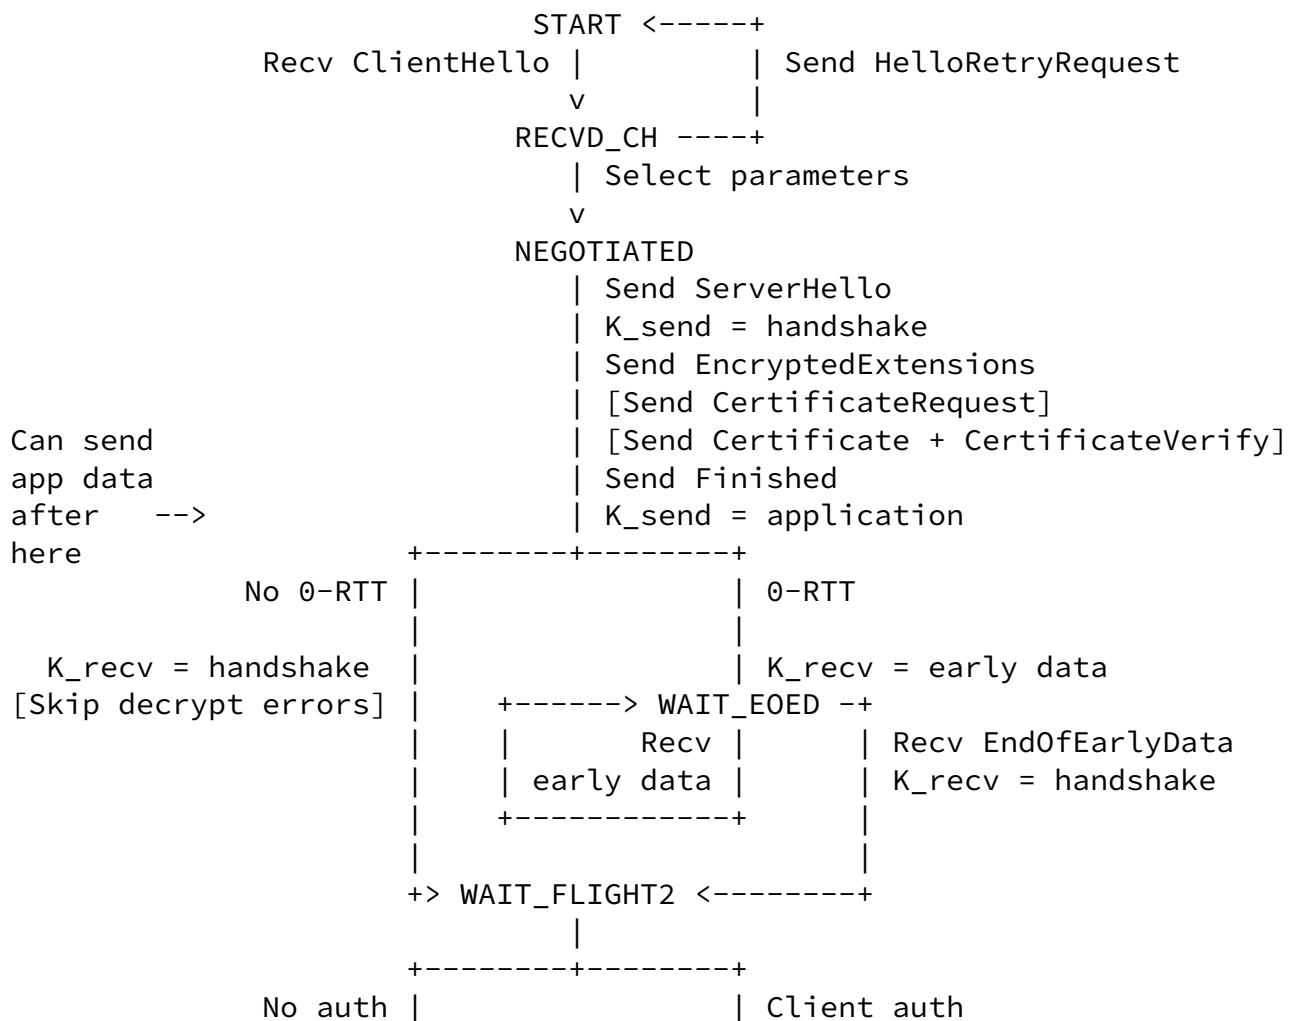 START <-----+
              Recv ClientHello |         | Send HelloRetryRequest
                               v         |
                            RECVD_CH ----+
                               | Select parameters
                               v
                            NEGOTIATED
                               | Send ServerHello
                               | K_send = handshake
                               | Send EncryptedExtensions
                               | [Send CertificateRequest]
Can send                       | [Send Certificate + CertificateVerify]
app data                       | Send Finished
after   -->                    | K_send = application
here                  +--------+--------+
             No 0-RTT |                 | 0-RTT
                      |                 |
  K_recv = handshake  |                 | K_recv = early data
[Skip decrypt errors] |    +------> WAIT_EOED -+
                      |    |       Recv |      | Recv EndOfEarlyData
                      |    | early data |      | K_recv = handshake
                      |    +------------+      |
                      |                        |
                      +> WAIT_FLIGHT2 <--------+
                               |
                      +--------+--------+
              No auth |                 | Client auth